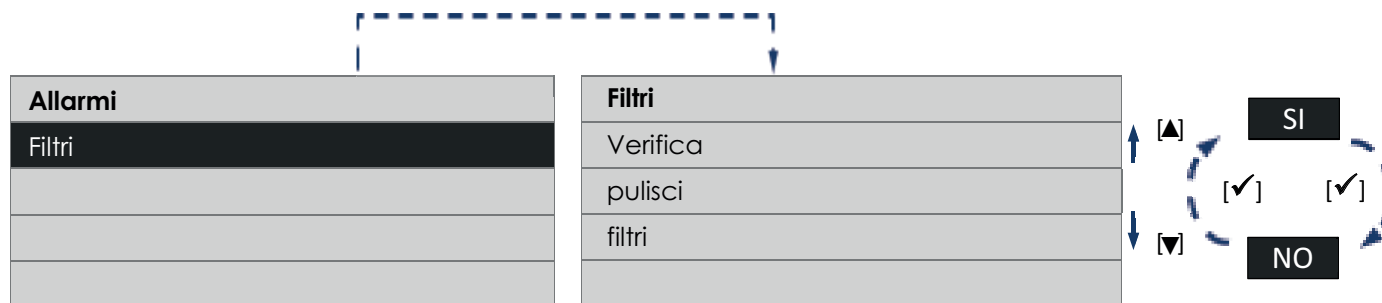 Allarmi
Filtri
Filtri
Verifica
pulisci
filtri
[▲]
[▼]
SI
[✓] [✓]
NO